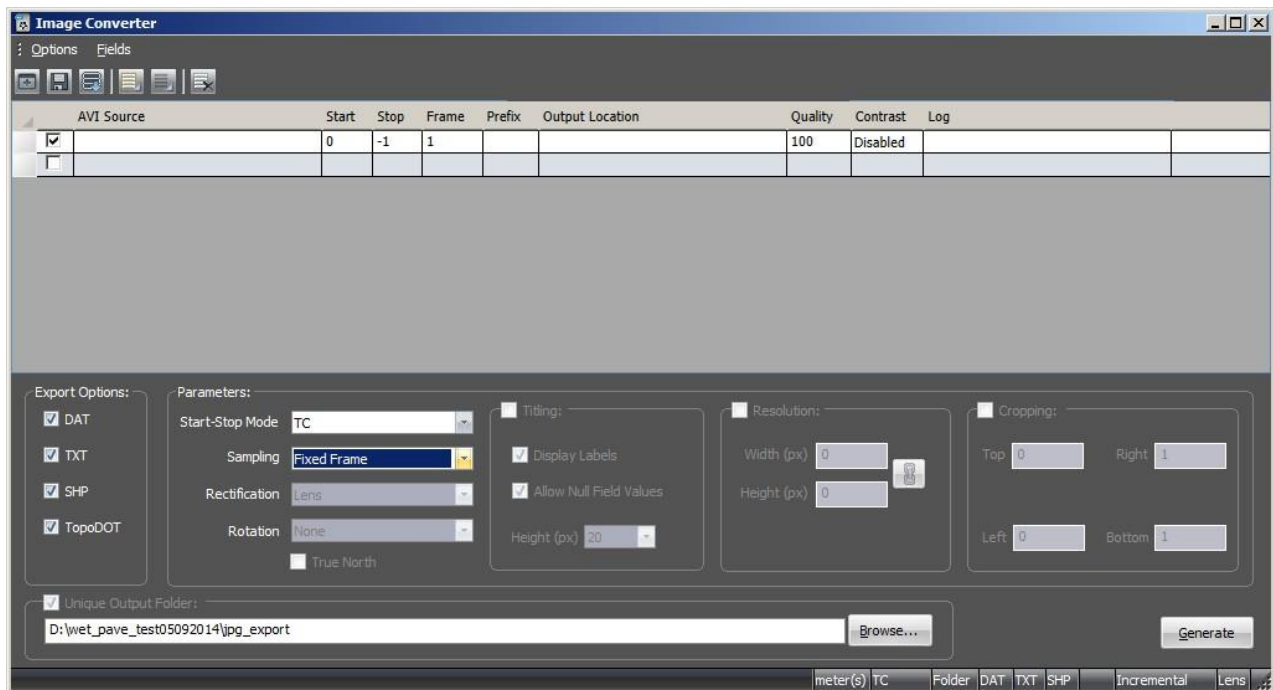 Image Converter
Options Fields
AVI Source Start Stop Frame Prefix Output Location Quality Contrast Log
0 -1 1 100 Disabled
Export Options:
DAT
TXT
SHP
TopoDOT
Parameters:
Start-Stop Mode TC
Sampling Fixed Frame
Rectification Lens
Rotation None
True North
Titling:
Display Labels
Allow Null Field Values
Height (px) 20
Resolution:
Width (px) 0
Height (px) 0
Cropping:
Top 0 Right 1
Left 0 Bottom 1
Unique Output Folder:
D:\wet_pave_test05092014\jpg_export Browse...
Generate
meter(s) TC Folder DAT TXT SHP Incremental Lens